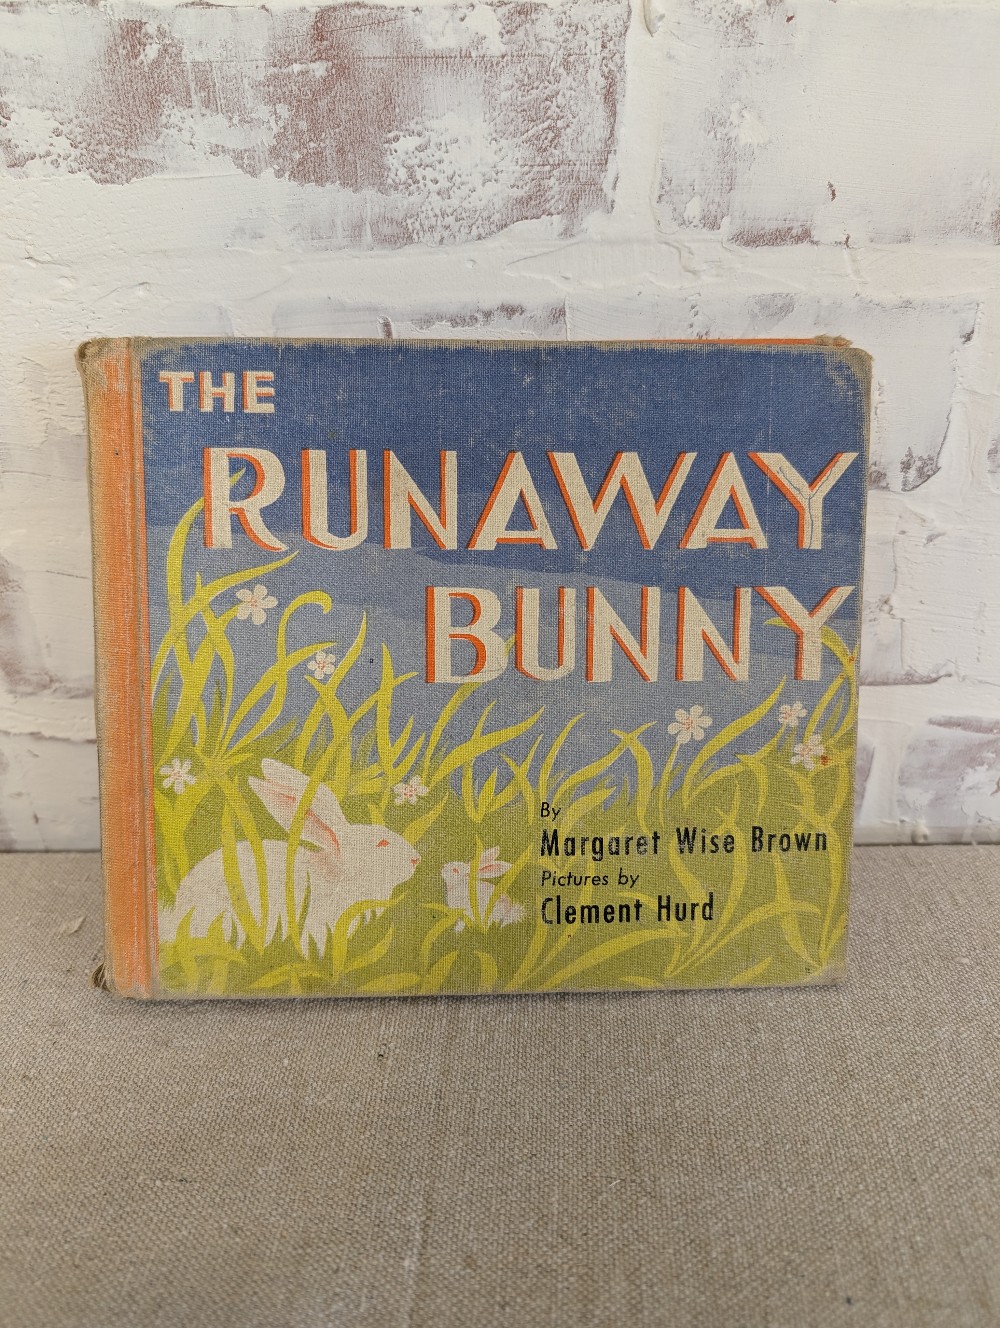 THE
RUNAWAY
BUNNY
By
Margaret Wise Brown
Pictures by
Clement Hurd